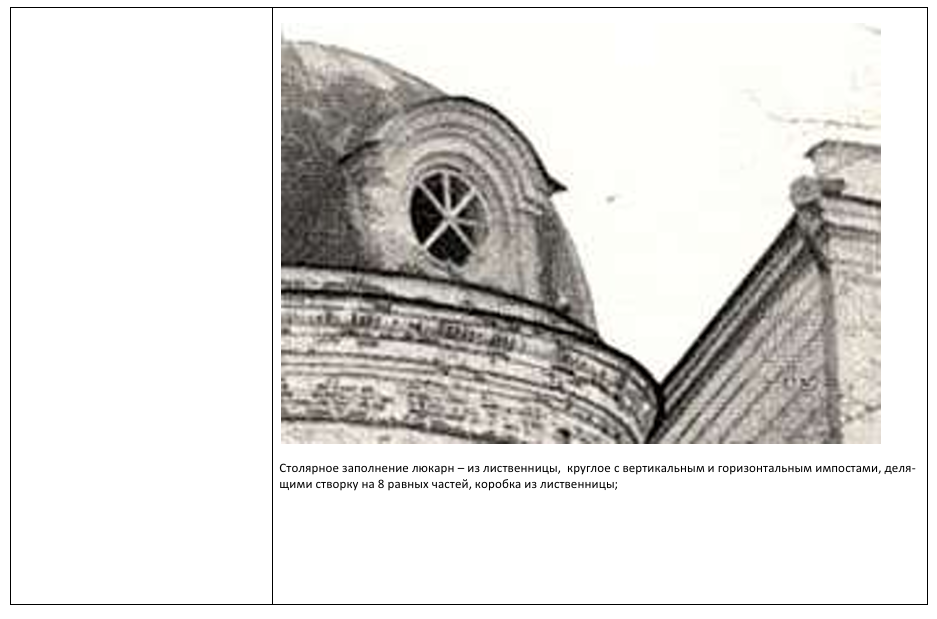 Столярное заполнение люкарн – из лиственницы, круглое с вертикальным и горизонтальным импостами, деля-
щими створку на 8 равных частей, коробка из лиственницы;